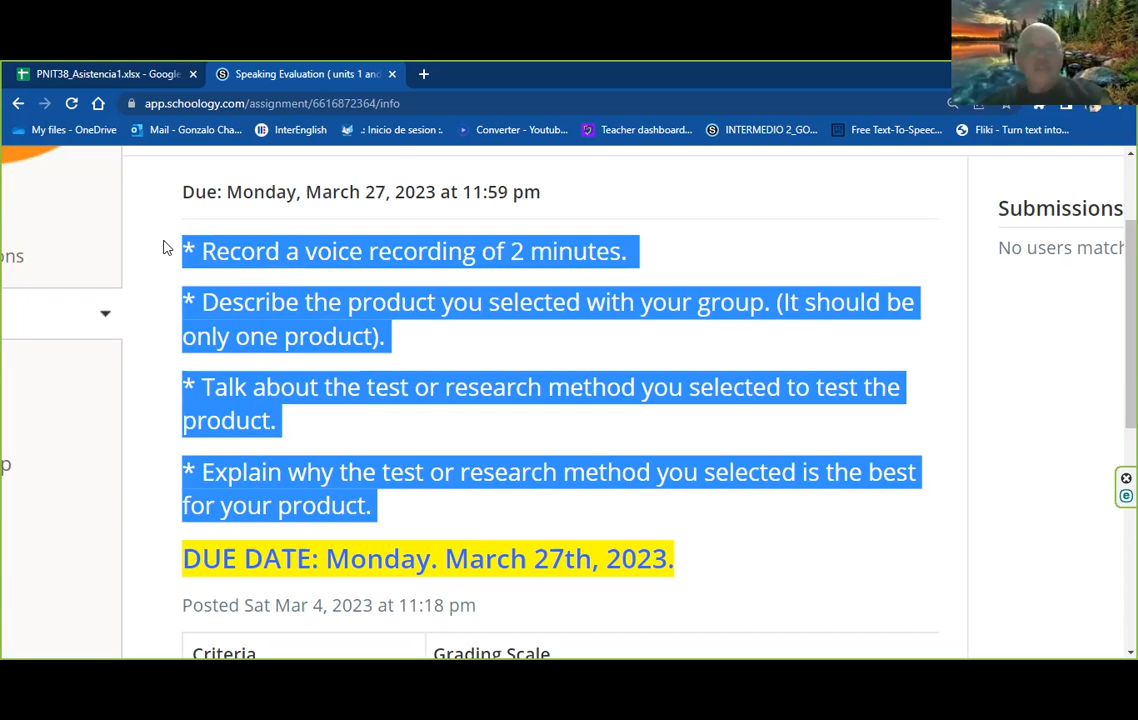 PNIT38_Asistencia1.xlsx - Google
Speaking Evaluation ( units 1 and
app.schoology.com/assignment/6616872364/info
My files - OneDrive
Mail - Gonzalo Cha...
InterEnglish
.: Inicio de sesion :.
Converter - Youtub...
Teacher dashboard...
INTERMEDIO 2_GO...
Free Text-To-Speec...
Fliki - Turn text into...
Due: Monday, March 27, 2023 at 11:59 pm
Submissions
No users match
ons
* Record a voice recording of 2 minutes.
* Describe the product you selected with your group. (It should be
only one product).
* Talk about the test or research method you selected to test the
product.
p
* Explain why the test or research method you selected is the best
for your product.
DUE DATE: Monday. March 27th, 2023.
Posted Sat Mar 4, 2023 at 11:18 pm
Criteria
Grading Scale